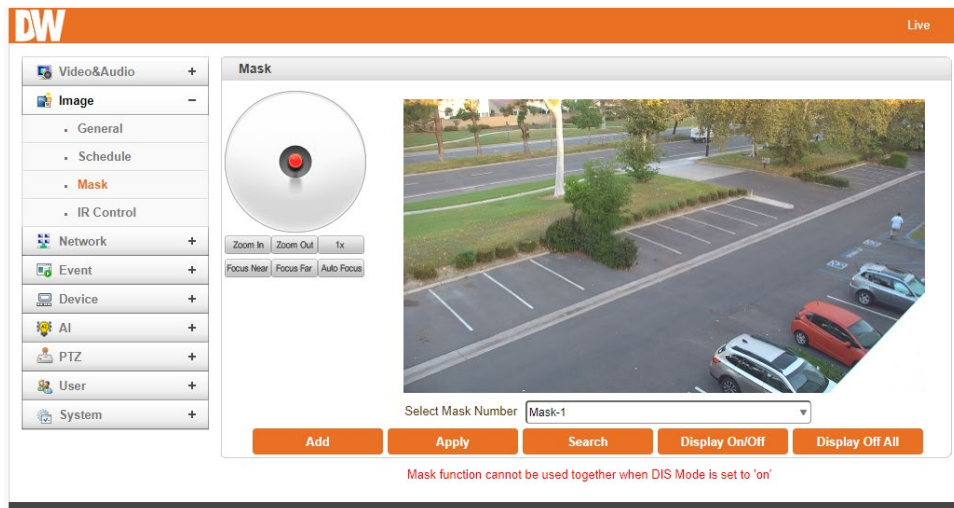 DW
Live
Video&Audio +
Image −
General
Schedule
Mask
IR Control
Network +
Event +
Device +
AI +
PTZ +
User +
System +
Mask
Zoom In Zoom Out 1x
Focus Near Focus Far Auto Focus
Select Mask Number Mask-1
Add Apply Search Display On/Off Display Off All
Mask function cannot be used together when DIS Mode is set to 'on'